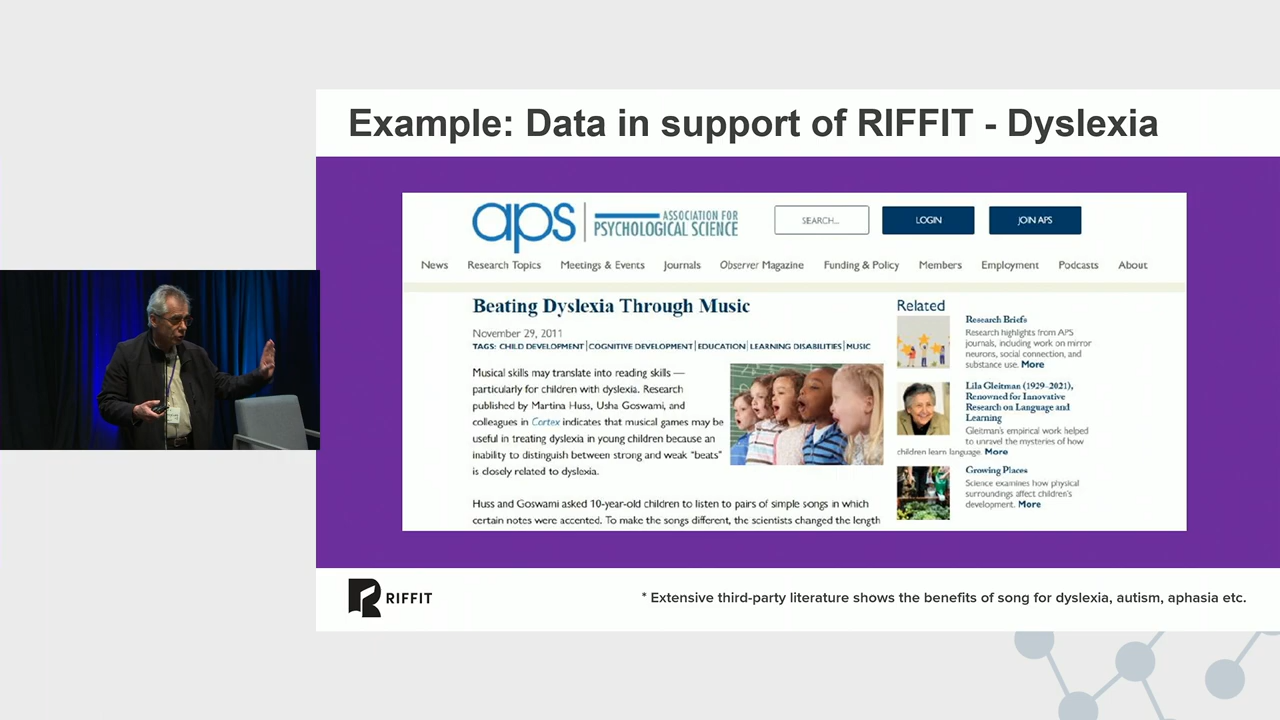 Example: Data in support of RIFFIT - Dyslexia
aps
ASSOCIATION FOR
PSYCHOLOGICAL SCIENCE
SEARCH...
LOGIN
JOIN APS
News Research Topics Meetings & Events Journals Observer Magazine Funding & Policy Members Employment Podcasts About
Beating Dyslexia Through Music
November 29, 2011
TAGS: CHILD DEVELOPMENT | COGNITIVE DEVELOPMENT | EDUCATION | LEARNING DISABILITIES | MUSIC
Musical skills may translate into reading skills —
particularly for children with dyslexia. Research
published by Martina Huss, Usha Goswami, and
colleagues in Cortex indicates that musical games may be
useful in treating dyslexia in young children because an
inability to distinguish between strong and weak “beats”
is closely related to dyslexia.
Huss and Goswami asked 10-year-old children to listen to pairs of simple songs in which
certain notes were accented. To make the songs different, the scientists changed the length
Related
Research Briefs
Research highlights from APS
journals, including work on mirror
neurons, social connection, and
substance use. More
Lila Gleitman (1929–2021),
Renowned for Innovative
Research on Language and
Learning
Gleitman's empirical work helped
to unravel the mysteries of how
children learn language. More
Growing Places
Science examines how physical
surroundings affect children's
development. More
RIFFIT
* Extensive third-party literature shows the benefits of song for dyslexia, autism, aphasia etc.